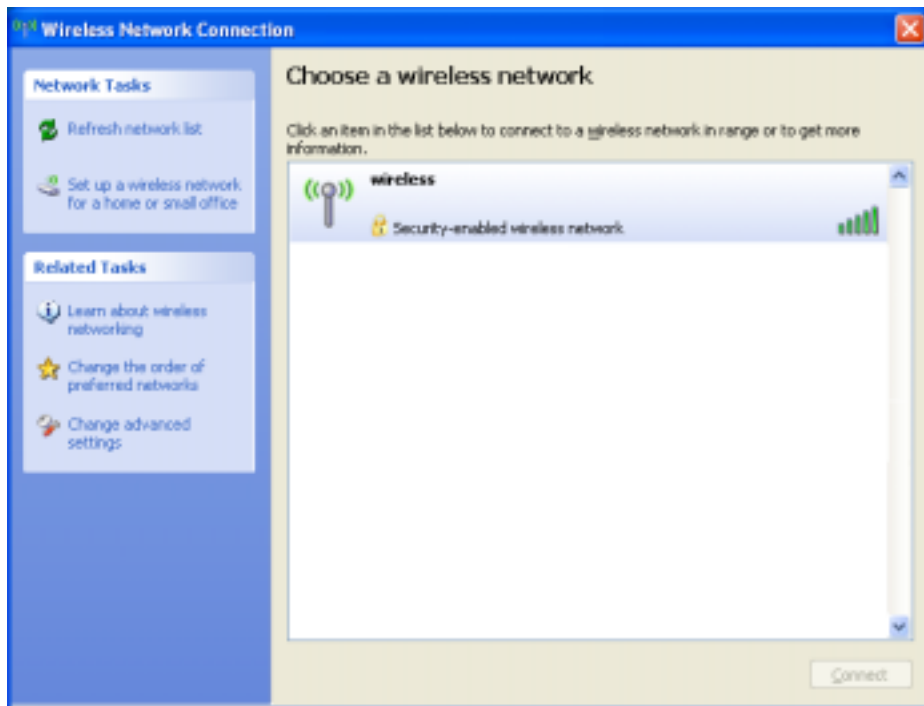 Wireless Network Connection
Network Tasks
Refresh network list
Set up a wireless network
for a home or small office
Related Tasks
Learn about wireless
networking
Change the order of
preferred networks
Change advanced
settings
Choose a wireless network
Click an item in the list below to connect to a wireless network in range or to get more
information.
wireless
Security-enabled wireless network
Connect